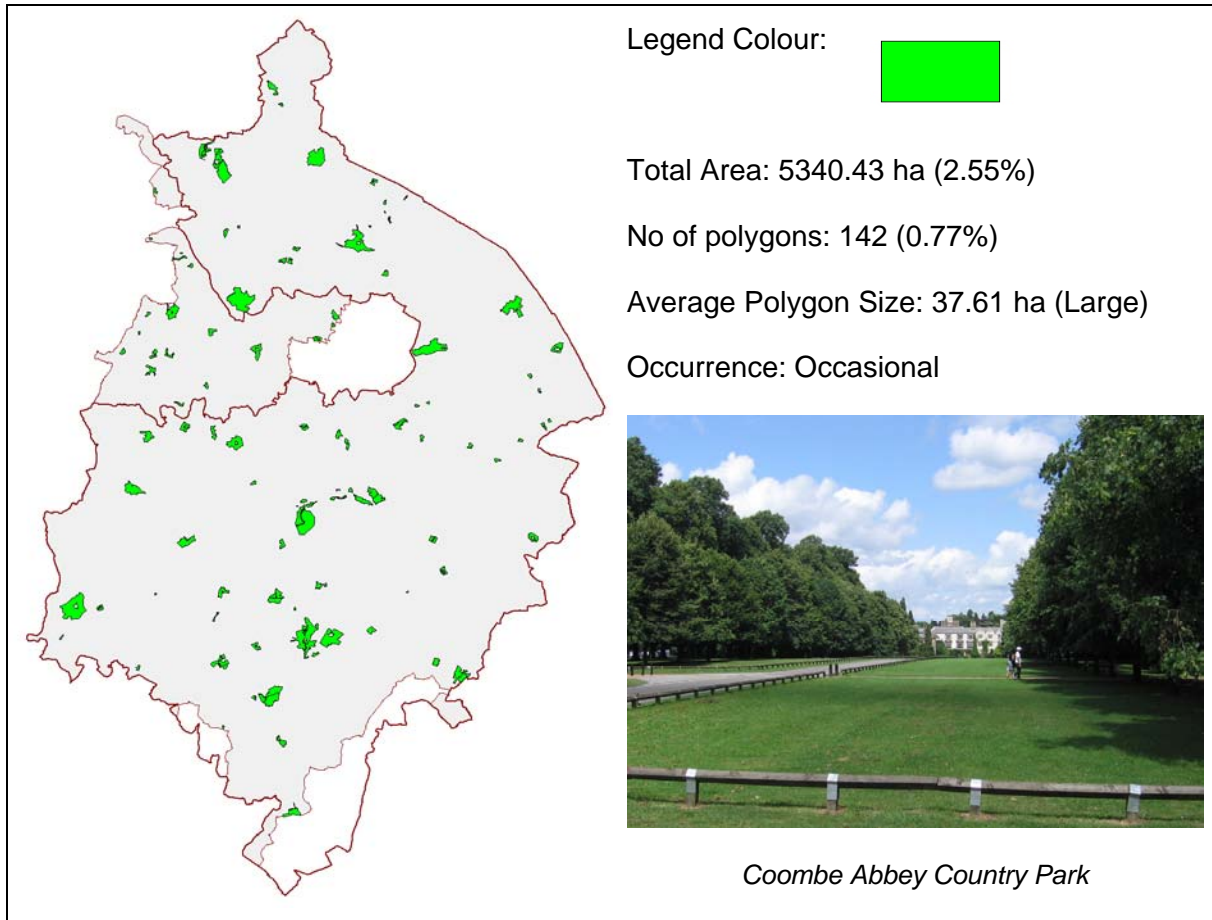 Legend Colour:
Total Area: 5340.43 ha (2.55%)
No of polygons: 142 (0.77%)
Average Polygon Size: 37.61 ha (Large)
Occurrence: Occasional
Coombe Abbey Country Park